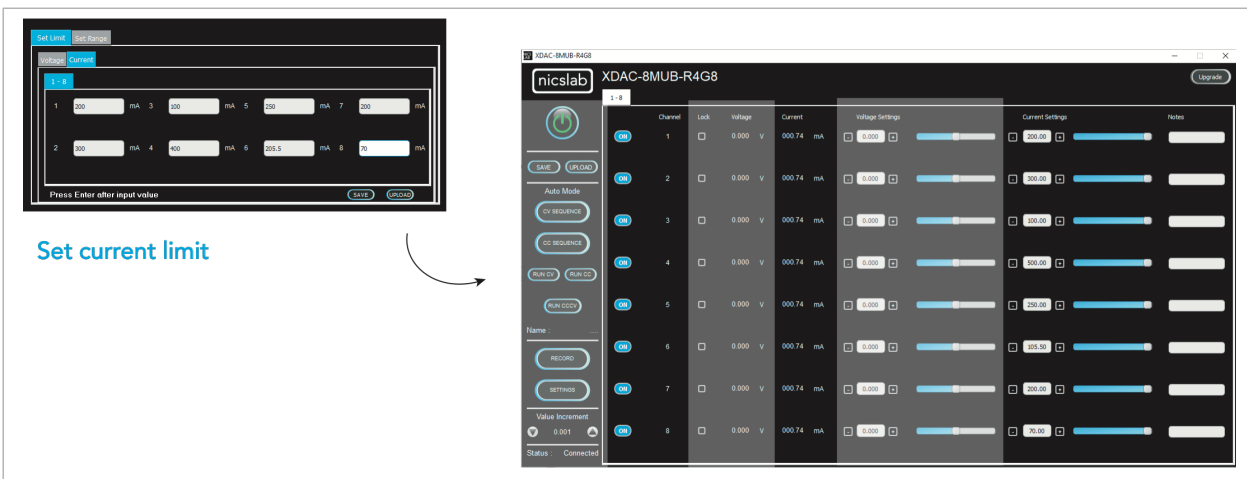 Set Limit Set Range
Voltage Current
1 - 8
1 200 mA 3 100 mA 5 250 mA 7 200 mA
2 300 mA 4 400 mA 6 205.5 mA 8 70 mA
Press Enter after input value SAVE UPLOAD
Set current limit
XDAC-8MUB-R4G8
nicslab XDAC-8MUB-R4G8 Upgrade
1 - 8
Channel Lock Voltage Current Voltage Settings Current Settings Notes
ON 1 0.000 V 000.74 mA - 0.000 + - 200.00 +
SAVE UPLOAD
ON 2 0.000 V 000.74 mA - 0.000 + - 300.00 +
Auto Mode
CV SEQUENCE
ON 3 0.000 V 000.74 mA - 0.000 + - 100.00 +
CC SEQUENCE
ON 4 0.000 V 000.74 mA - 0.000 + - 500.00 +
RUN CV RUN CC
ON 5 0.000 V 000.74 mA - 0.000 + - 250.00 +
RUN CCCV
Name : ....
ON 6 0.000 V 000.74 mA - 0.000 + - 105.50 +
RECORD
ON 7 0.000 V 000.74 mA - 0.000 + - 200.00 +
SETTINGS
Value Increment
0.001
ON 8 0.000 V 000.74 mA - 0.000 + - 70.00 +
Status : Connected